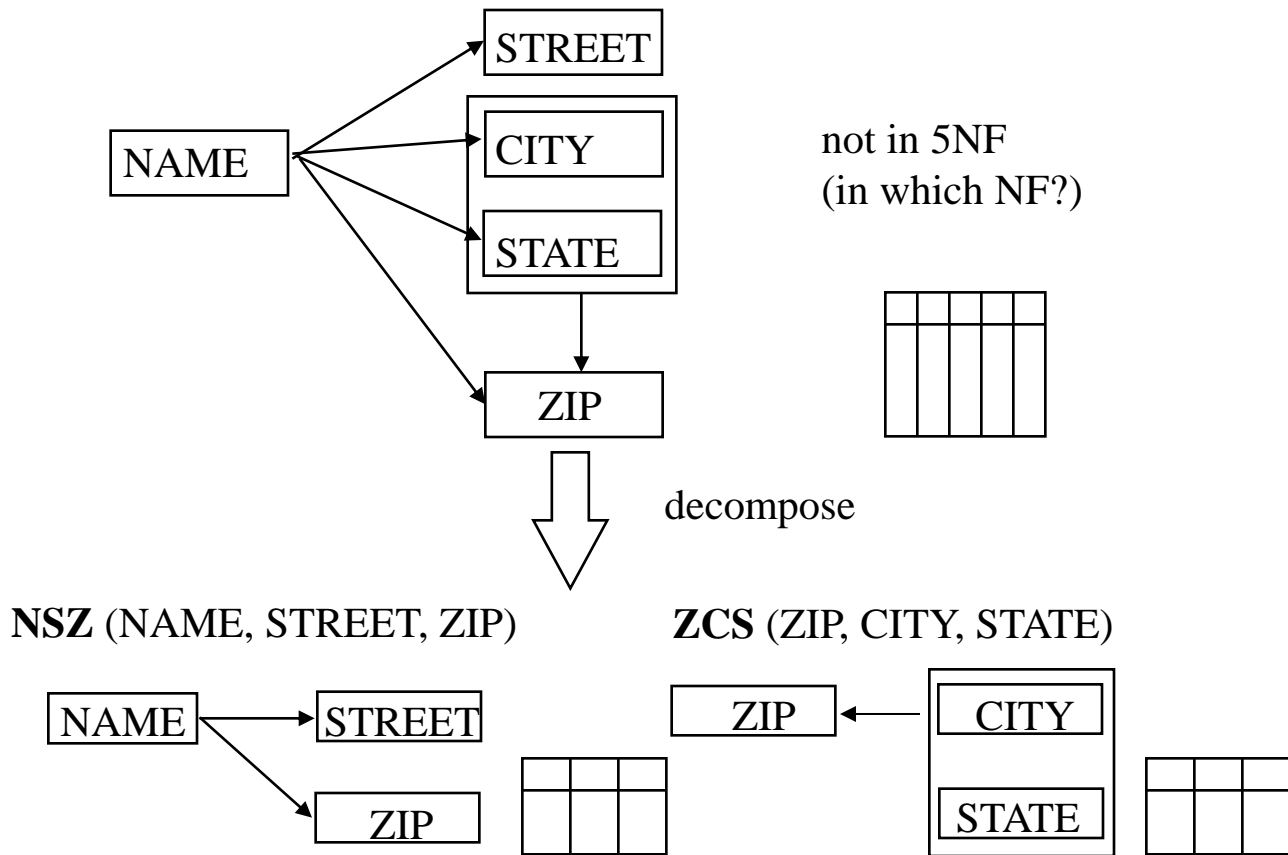 STREET
CITY
NAME
STATE
ZIP
not in 5NF
(in which NF?)
decompose
NSZ (NAME, STREET, ZIP)
NAME
STREET
ZIP
ZCS (ZIP, CITY, STATE)
ZIP
CITY
STATE